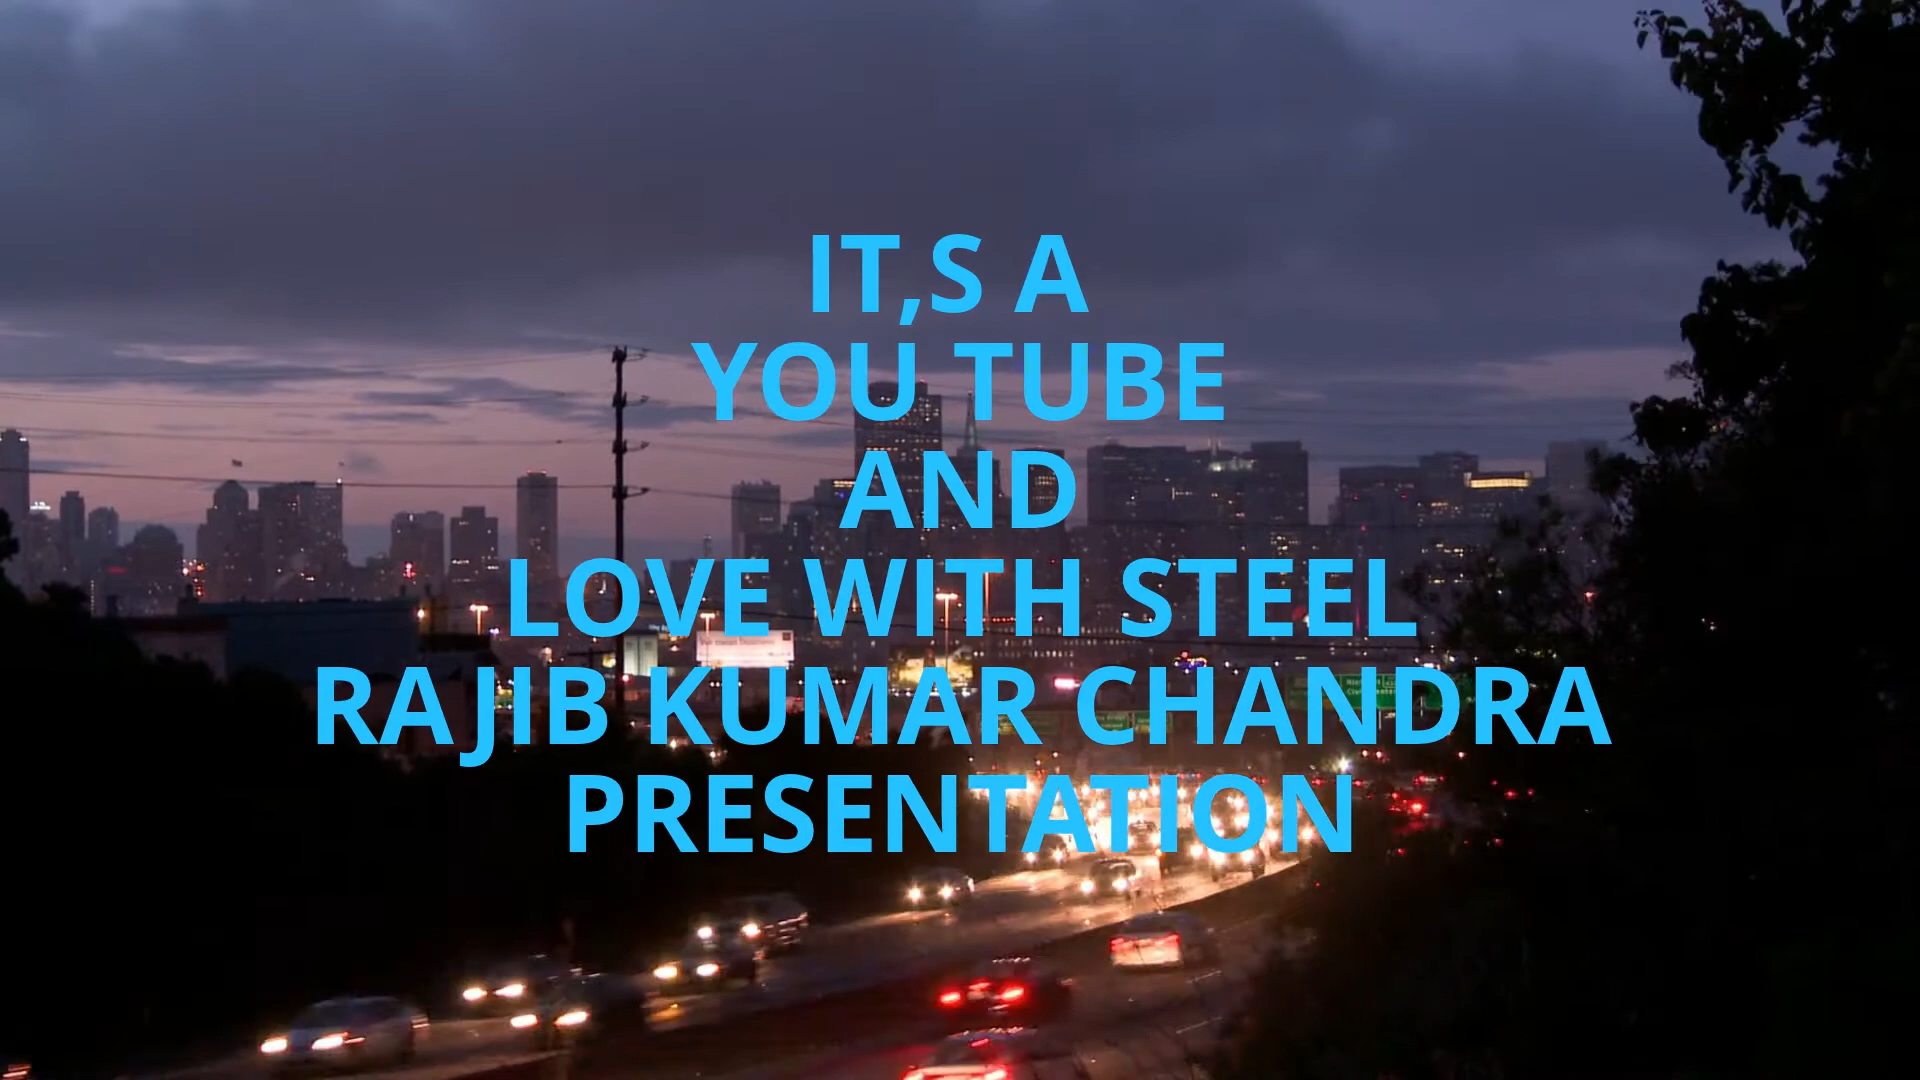 IT,S A
YOU TUBE
AND
LOVE WITH STEEL
RAJIB KUMAR CHANDRA
PRESENTATION